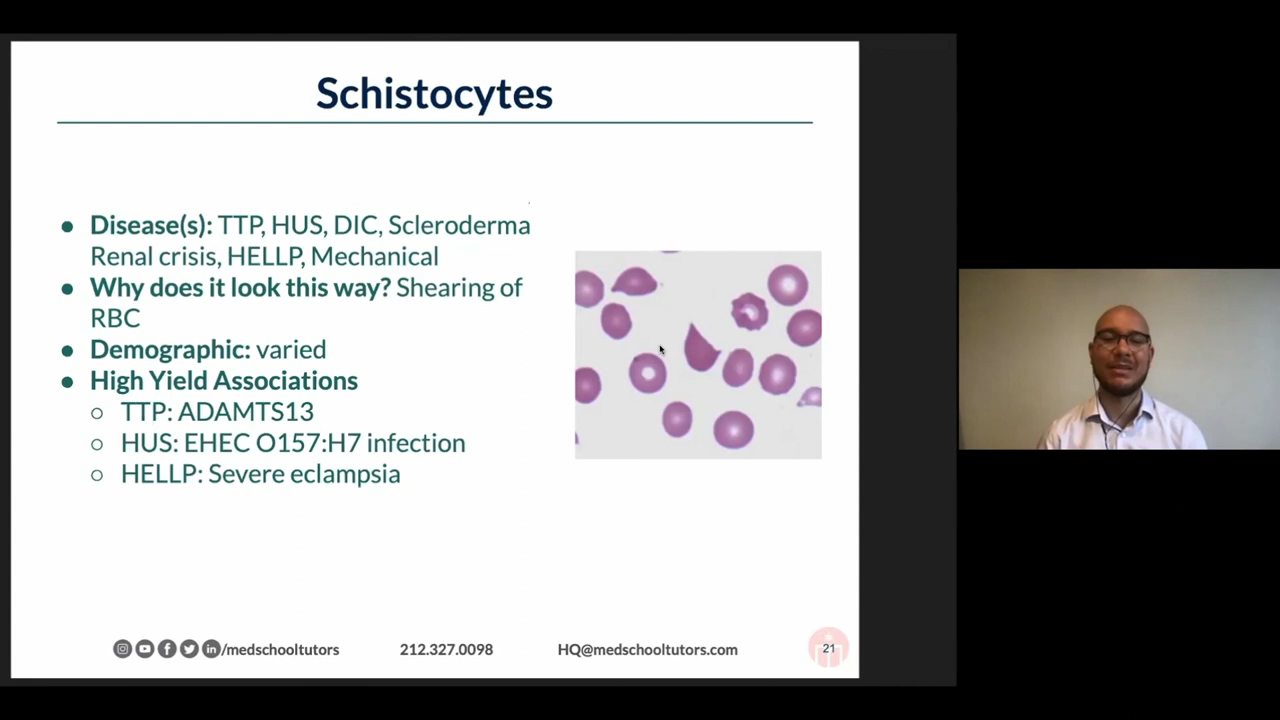 Schistocytes
● Disease(s): TTP, HUS, DIC, Scleroderma
Renal crisis, HELLP, Mechanical
● Why does it look this way? Shearing of
RBC
● Demographic: varied
● High Yield Associations
○ TTP: ADAMTS13
○ HUS: EHEC O157:H7 infection
○ HELLP: Severe eclampsia
/medschooltutors 212.327.0098 HQ@medschooltutors.com 21